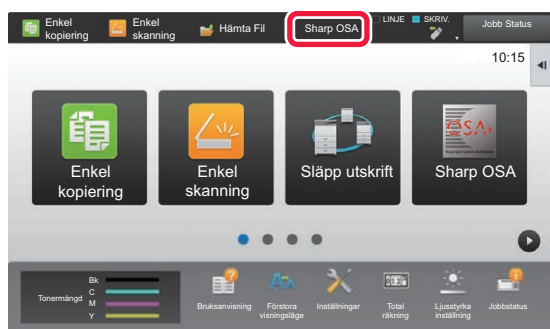 Enkel
kopiering
Enkel
skanning
Hämta Fil
Sharp OSA
LINJE
SKRIV.
Jobb Status
10:15
Enkel
kopiering
Enkel
skanning
Släpp utskrift
Sharp OSA
Tonermängd
Bk
C
M
Y
Bruksanvisning
Förstora
visningsläge
Inställningar
Total
räkning
Ljusstyrka
inställning
Jobbstatus